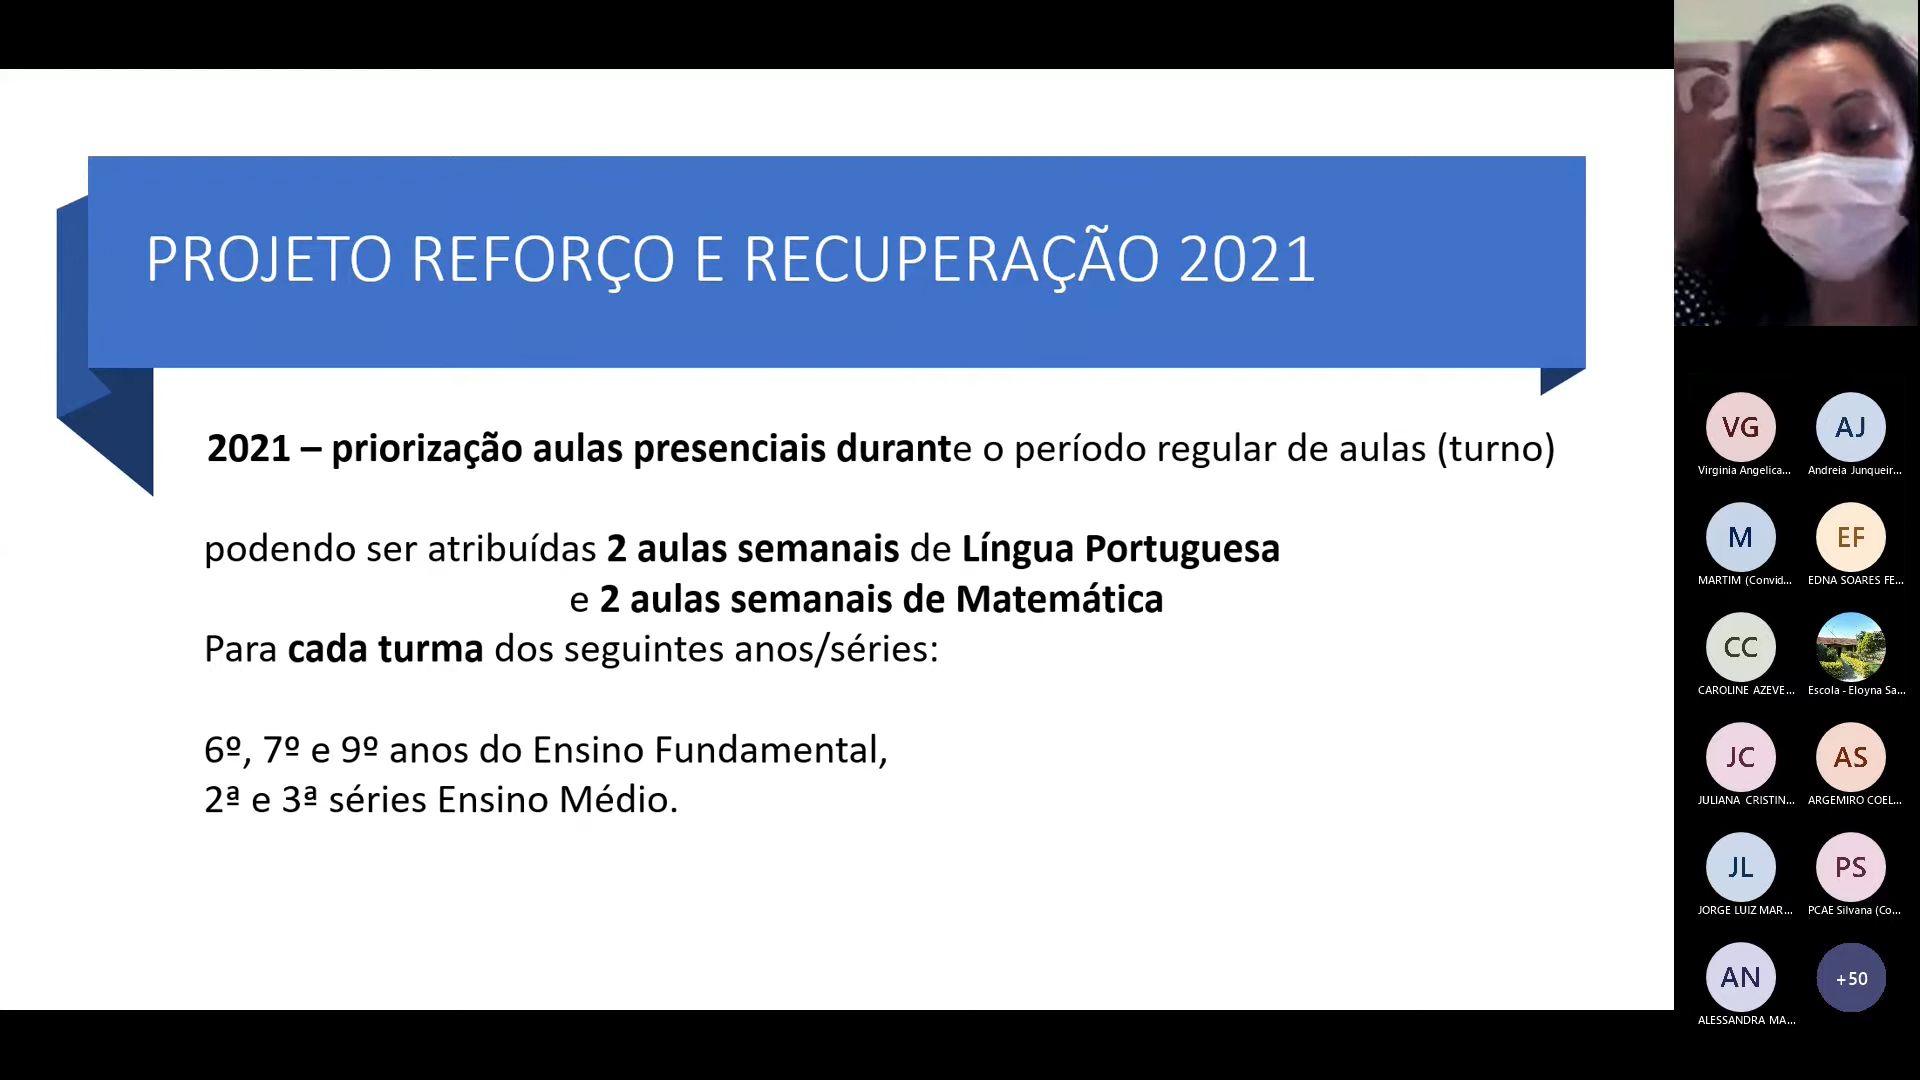 PROJETO REFORÇO E RECUPERAÇÃO 2021
2021 – priorização aulas presenciais durante o período regular de aulas (turno)
podendo ser atribuídas 2 aulas semanais de Língua Portuguesa
e 2 aulas semanais de Matemática
Para cada turma dos seguintes anos/séries:
6º, 7º e 9º anos do Ensino Fundamental,
2ª e 3ª séries Ensino Médio.
VG
AJ
Virginia Angelica...
Andreia Junqueir...
M
EF
MARTIM (Convid...
EDNA SOARES FE...
CC
CAROLINE AZEVE...
Escola - Eloyna Sa...
JC
AS
JULIANA CRISTIN...
ARGEMIRO COEL...
JL
PS
JORGE LUIZ MAR...
PCAE Silvana (Co...
AN
+50
ALESSANDRA MA...